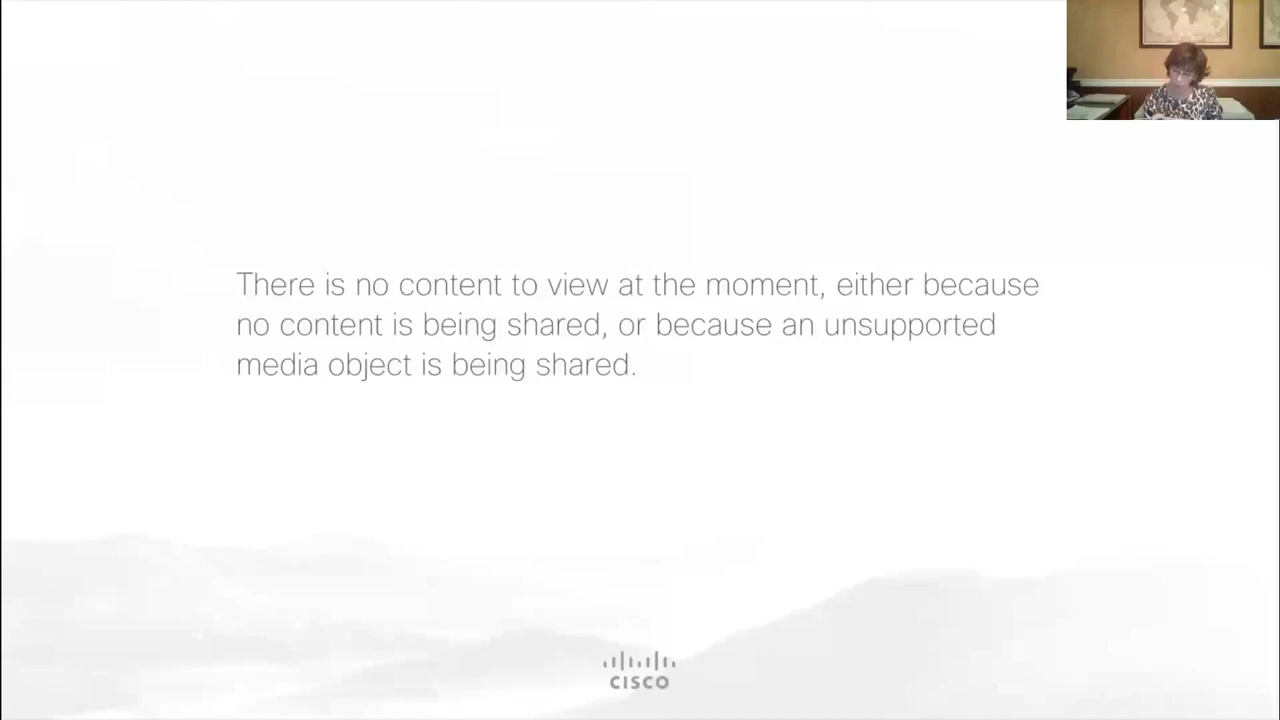 There is no content to view at the moment, either because
no content is being shared, or because an unsupported
media object is being shared.
CISCO